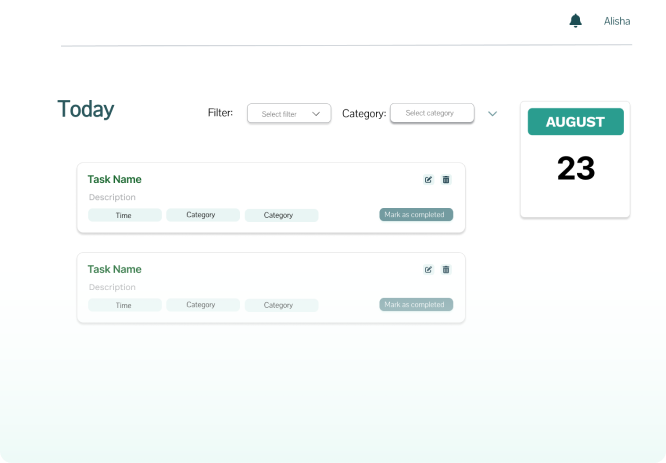 Alisha
Today
Filter: Select filter Category: Select category
AUGUST
23
Task Name
Description
Time Category Category Mark as completed
Task Name
Description
Time Category Category Mark as completed